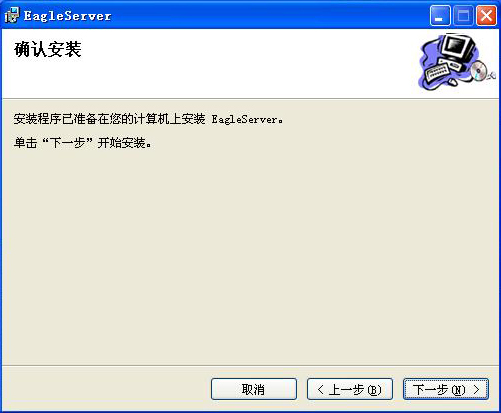 EagleServer
确认安装
安装程序已准备在您的计算机上安装 EagleServer。
单击“下一步”开始安装。
取消
< 上一步(B)
下一步(N) >